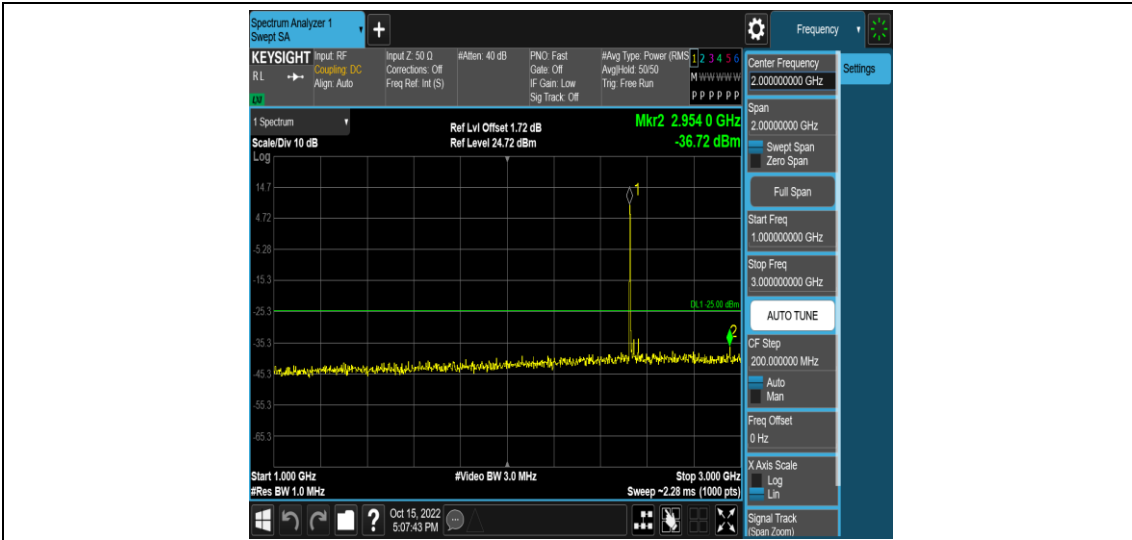 Spectrum Analyzer 1
Swept SA
+
Frequency
KEYSIGHT
RL
LXI
Input: RF
Coupling: DC
Align: Auto
Input Z: 50 Ω
Corrections: Off
Freq Ref: Int (S)
#Atten: 40 dB
PNO: Fast
Gate: Off
IF Gain: Low
Sig Track: Off
#Avg Type: Power (RMS
Avg|Hold: 50/50
Trig: Free Run
1 2 3 4 5 6
M W W W W W
P P P P P P
1 Spectrum
Scale/Div 10 dB
Log
Ref Lvl Offset 1.72 dB
Ref Level 24.72 dBm
Mkr2 2.954 0 GHz
-36.72 dBm
14.7
4.72
-5.28
-15.3
-25.3
-35.3
-45.3
-55.3
-65.3
1
DL1 -25.00 dBm
2
Start 1.000 GHz
#Res BW 1.0 MHz
#Video BW 3.0 MHz
Stop 3.000 GHz
Sweep ~2.28 ms (1000 pts)
Center Frequency
2.000000000 GHz
Settings
Span
2.00000000 GHz
Swept Span
Zero Span
Full Span
Start Freq
1.000000000 GHz
Stop Freq
3.000000000 GHz
AUTO TUNE
CF Step
200.000000 MHz
Auto
Man
Freq Offset
0 Hz
X Axis Scale
Log
Lin
Signal Track
(Span Zoom)
?
Oct 15, 2022
5:07:43 PM